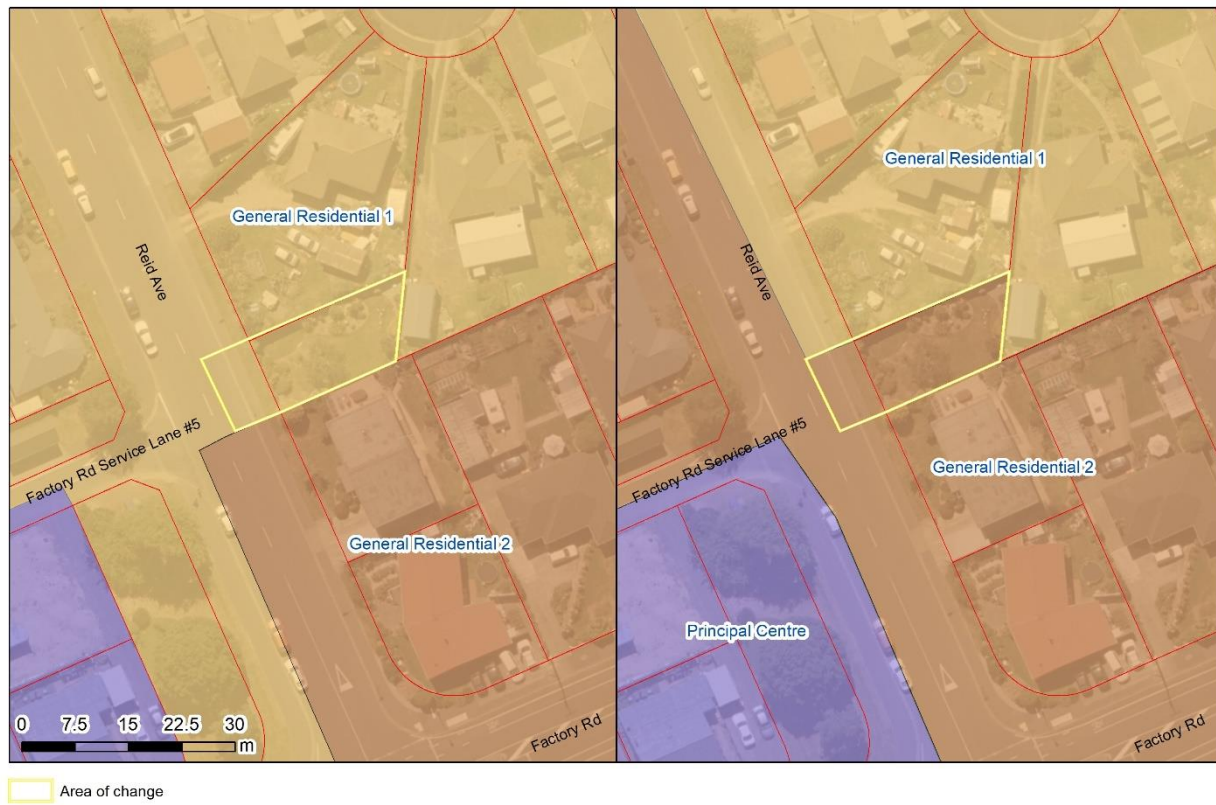 General Residential 1
Reid Ave
Factory Rd Service Lane #5
General Residential 2
0 7.5 15 22.5 30
m
Factory Rd
General Residential 1
Reid Ave
Factory Rd Service Lane #5
General Residential 2
Principal Centre
Factory Rd
Area of change